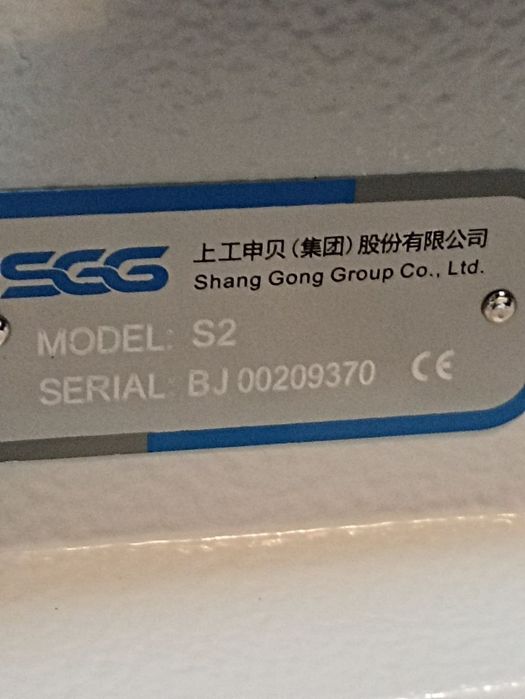 SGG
上工申贝(集团)股份有限公司
Shang Gong Group Co., Ltd.
MODEL: S2
SERIAL: BJ 00209370 CE